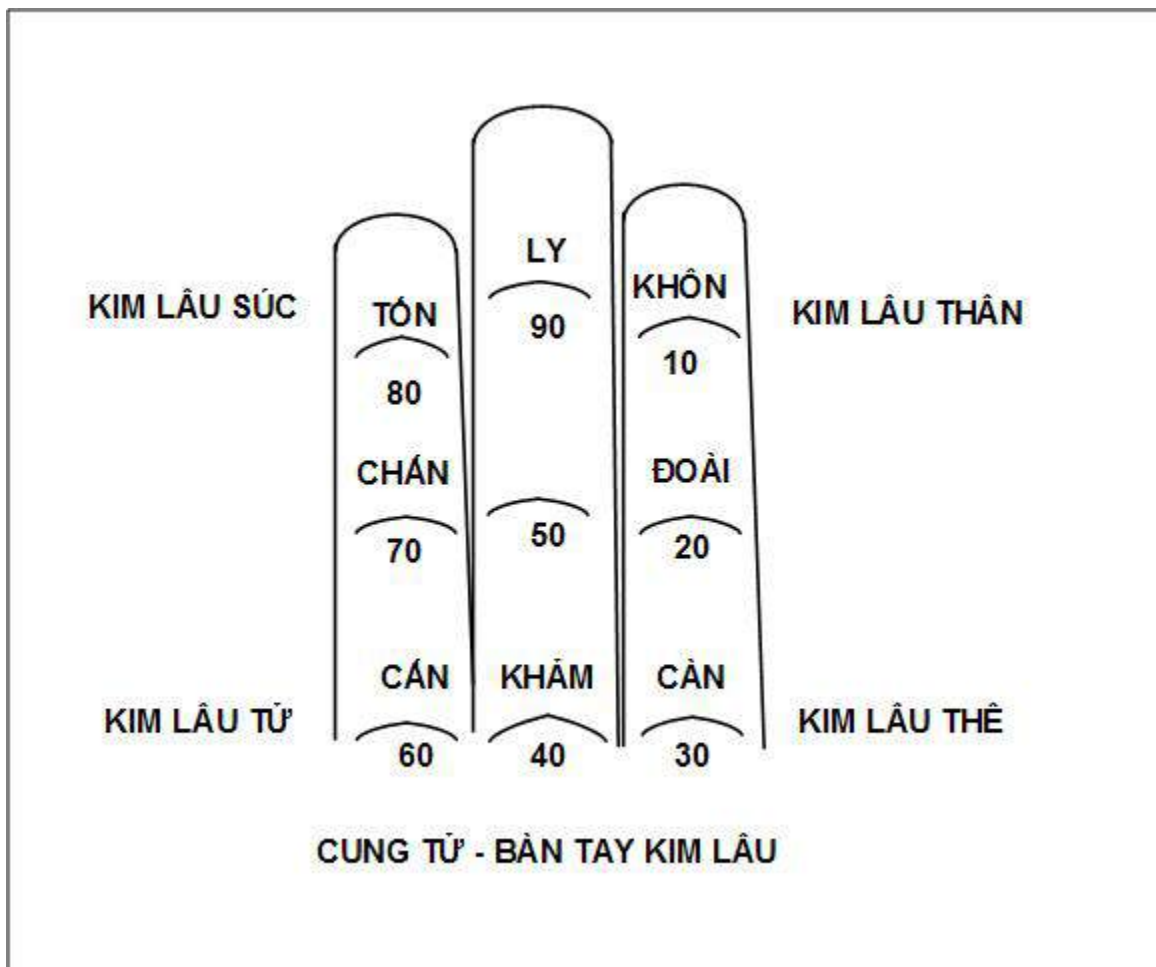 LY
KIM LÂU SÚC
TỐN
KHÔN
KIM LÂU THÂN
90
80
10
CHẤN
ĐOÀI
70
50
20
CẤN
KHẢM
CÀN
KIM LÂU TỬ
KIM LÂU THÊ
60
40
30
CUNG TỬ - BÀN TAY KIM LÂU